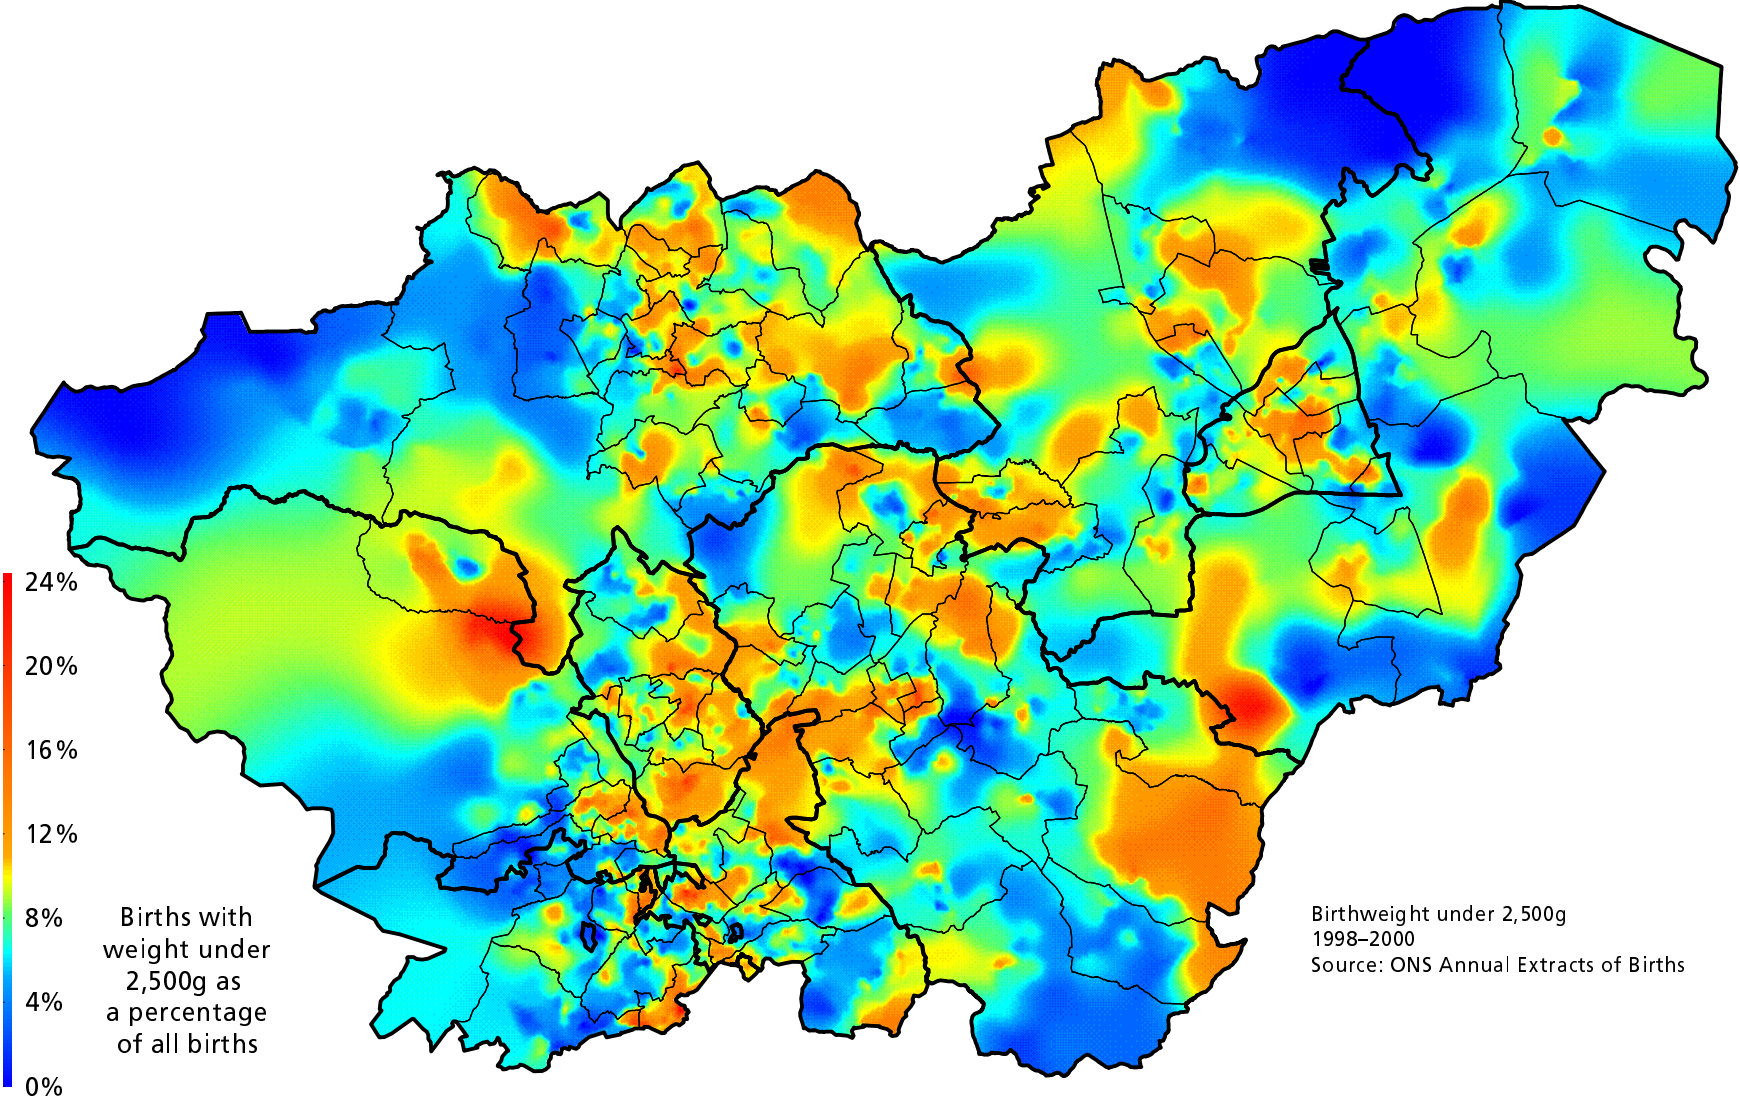 24%
20%
16%
12%
8%
4%
0%
Births with
weight under
2,500g as
a percentage
of all births
Birthweight under 2,500g
1998–2000
Source: ONS Annual Extracts of Births